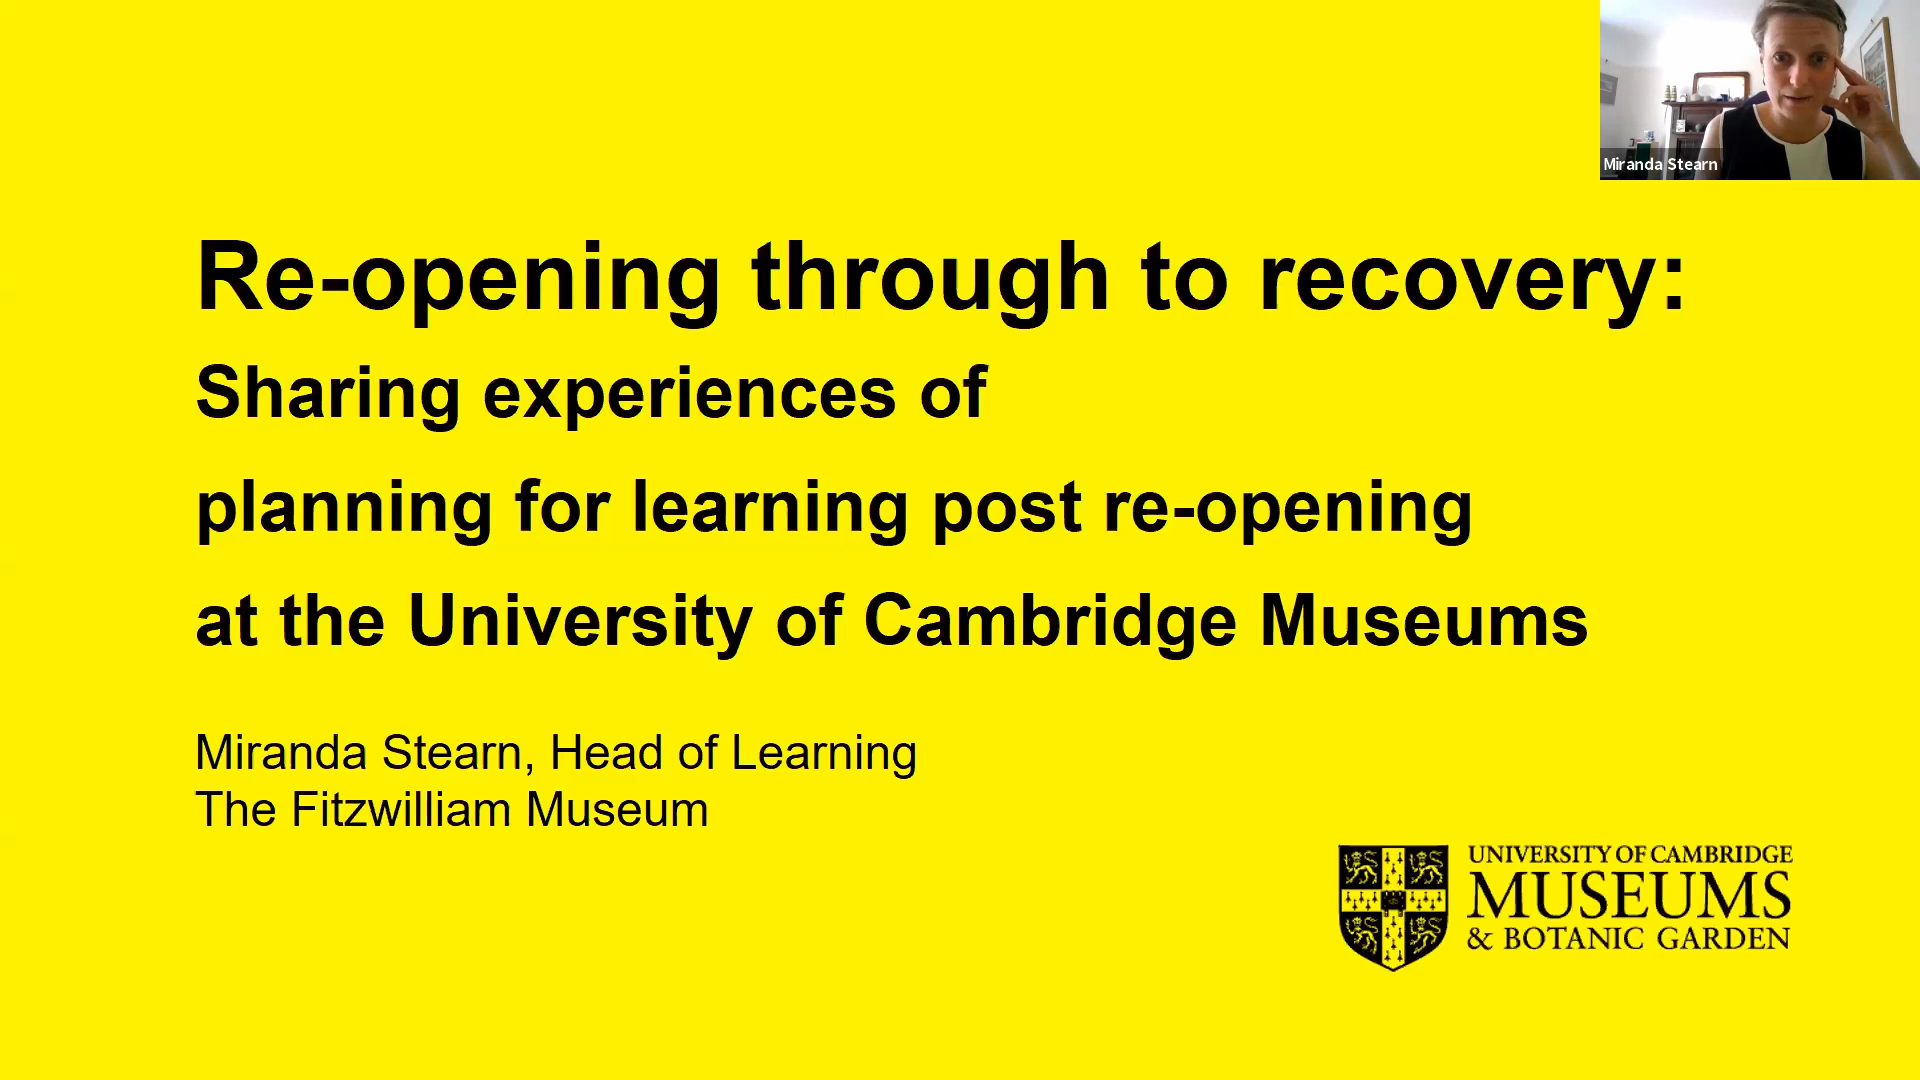 Miranda Stearn
Re-opening through to recovery:
Sharing experiences of
planning for learning post re-opening
at the University of Cambridge Museums
Miranda Stearn, Head of Learning
The Fitzwilliam Museum
UNIVERSITY OF CAMBRIDGE
MUSEUMS
& BOTANIC GARDEN